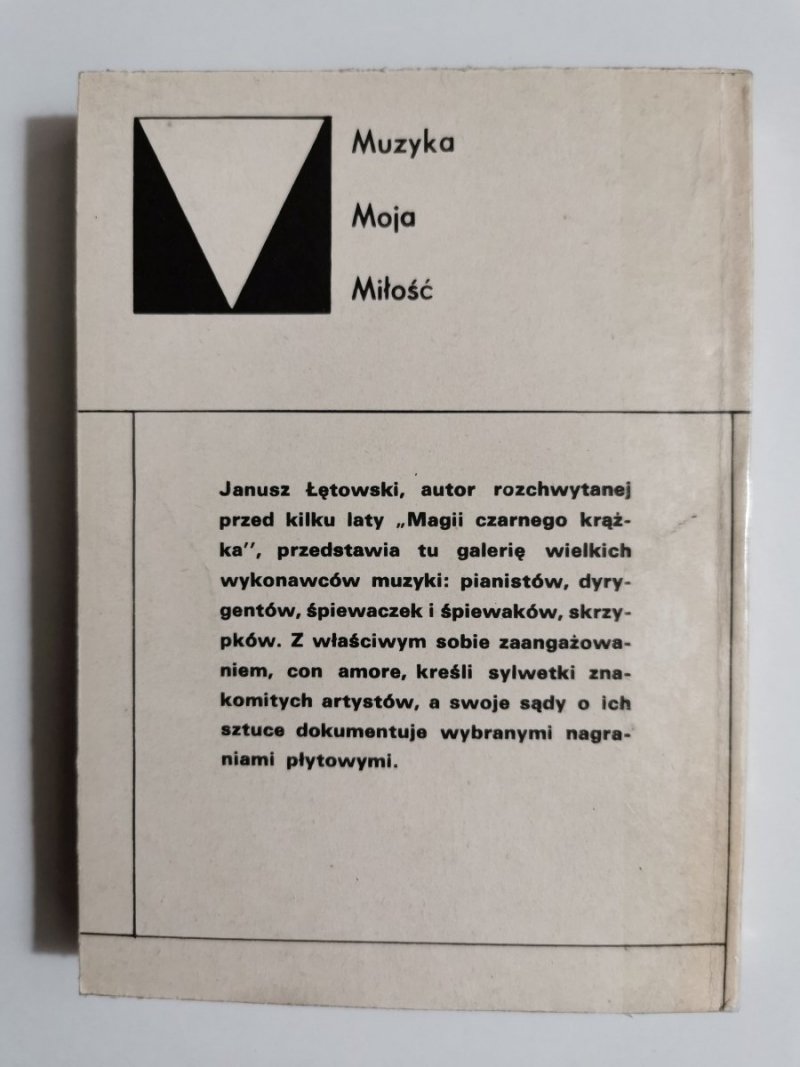 Muzyka
Moja
Miłość
Janusz Łętowski, autor rozchwytanej
przed kilku laty „Magii czarnego krąż-
ka”, przedstawia tu galerię wielkich
wykonawców muzyki: pianistów, dyry-
gentów, śpiewaczek i śpiewaków, skrzy-
pków. Z właściwym sobie zaangażowa-
niem, con amore, kreśli sylwetki zna-
komitych artystów, a swoje sądy o ich
sztuce dokumentuje wybranymi nagra-
niami płytowymi.